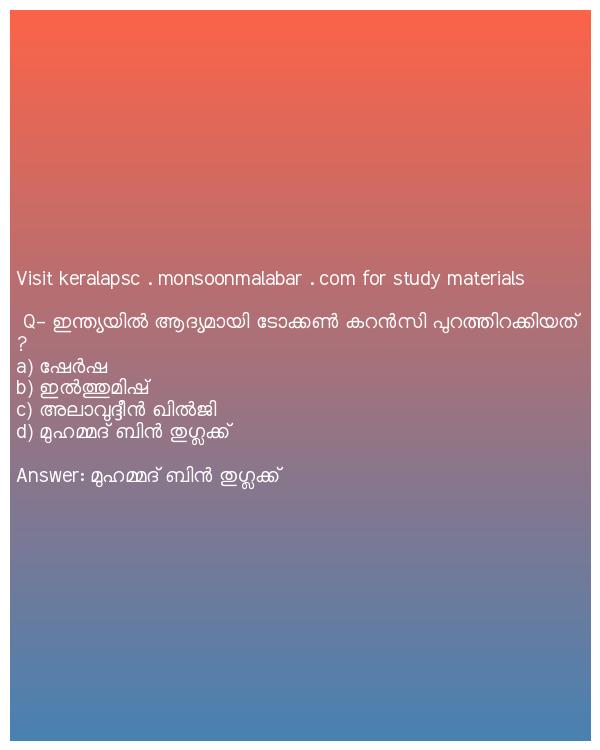 Visit keralapsc . monsoonmalabar . com for study materials
Q- ഇന്ത്യയിൽ ആദ്യമായി ടോക്കൺ കറൻസി പുറത്തിറക്കിയത്
?
a) ഷേർഷ
b) ഇൽത്തുമിഷ്
c) അലാവുദ്ദീൻ ഖിൽജി
d) മുഹമ്മദ് ബിൻ തുഗ്ലക്ക്
Answer: മുഹമ്മദ് ബിൻ തുഗ്ലക്ക്